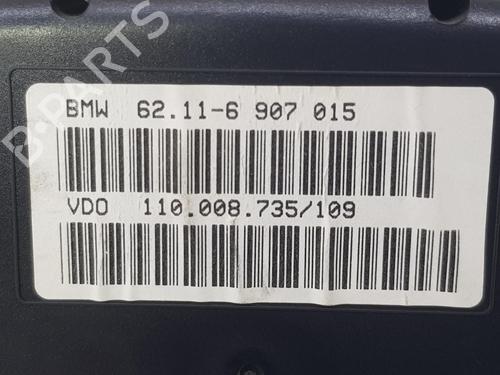 B-PARTS
BMW 62.11-6 907 015
VDO 110.008.735/109